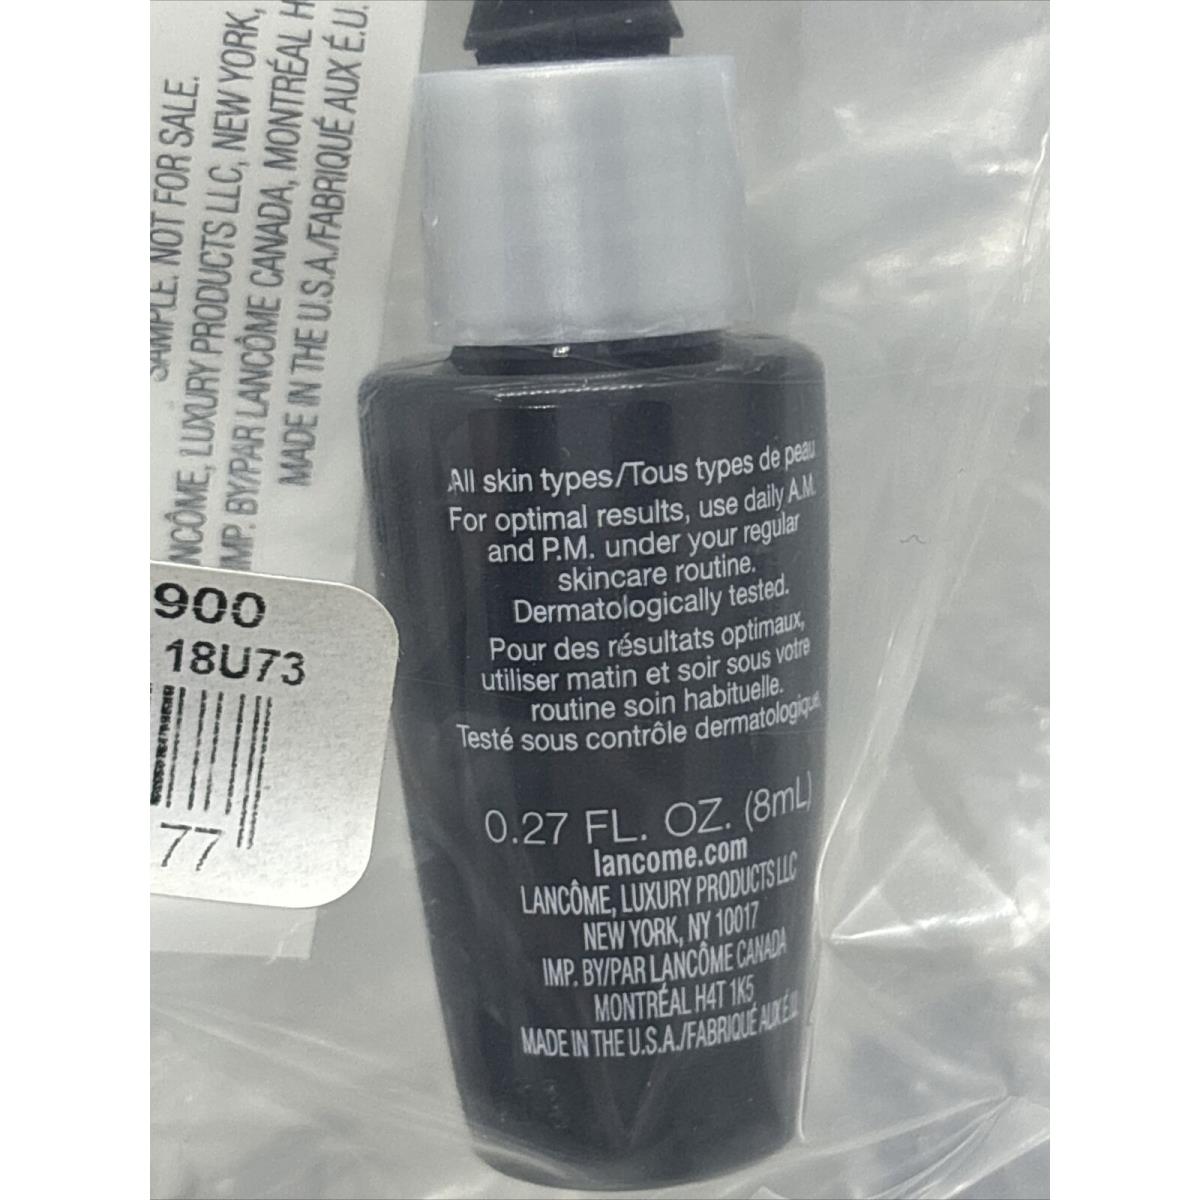 SAMPLE. NOT FOR SALE.
NCÔME, LUXURY PRODUCTS LLC, NEW YORK,
IMP. BY/PAR LANCÔME CANADA, MONTRÉAL H
MADE IN THE U.S.A./FABRIQUÉ AUX É.U.
900
18U73
77
All skin types/Tous types de peau
For optimal results, use daily A.M.
and P.M. under your regular
skincare routine.
Dermatologically tested.
Pour des résultats optimaux,
utiliser matin et soir sous votre
routine soin habituelle.
Testé sous contrôle dermatologique.
0.27 FL. OZ. (8mL)
lancome.com
LANCÔME, LUXURY PRODUCTS LLC
NEW YORK, NY 10017
IMP. BY/PAR LANCÔME CANADA
MONTRÉAL H4T 1K5
MADE IN THE U.S.A./FABRIQUÉ AUX É.U.